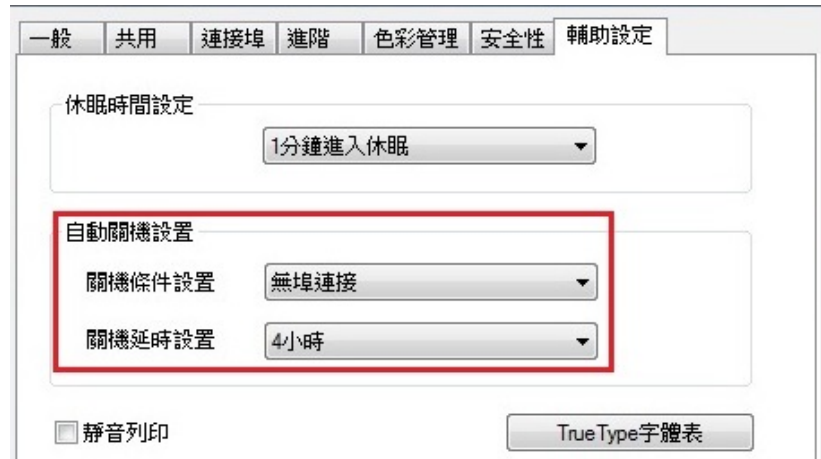 一般 共用 連接埠 進階 色彩管理 安全性 輔助設定
休眠時間設定
1分鐘進入休眠
自動關機設置
關機條件設置 無埠連接
關機延時設置 4小時
靜音列印 TrueType字體表